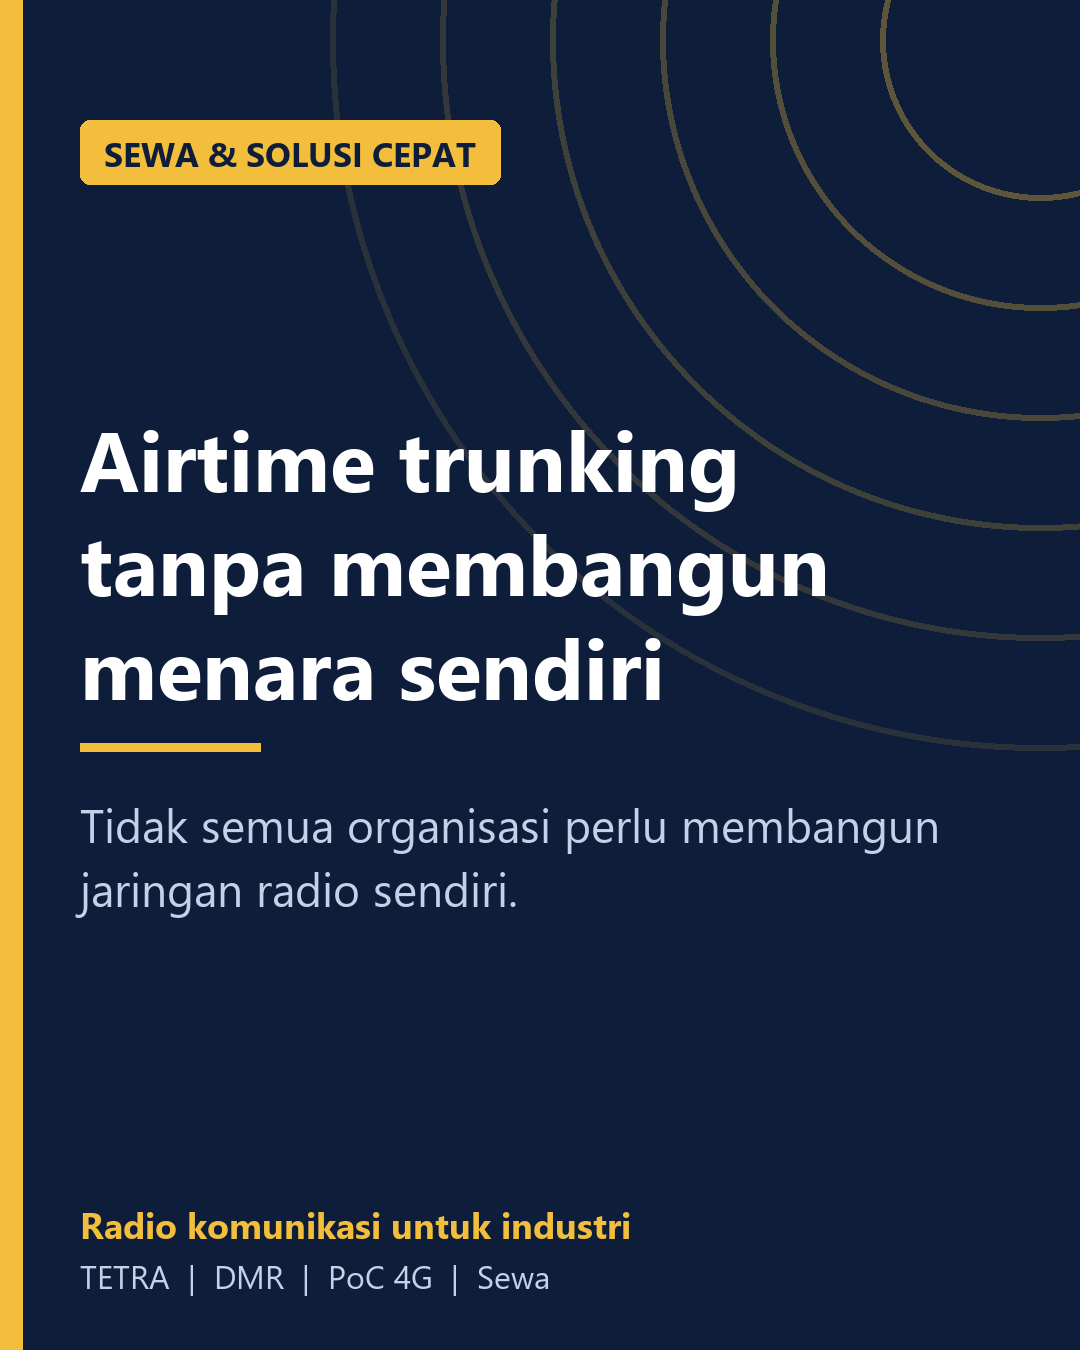 SEWA & SOLUSI CEPAT
Airtime trunking
tanpa membangun
menara sendiri
Tidak semua organisasi perlu membangun
jaringan radio sendiri.
Radio komunikasi untuk industri
TETRA | DMR | PoC 4G | Sewa